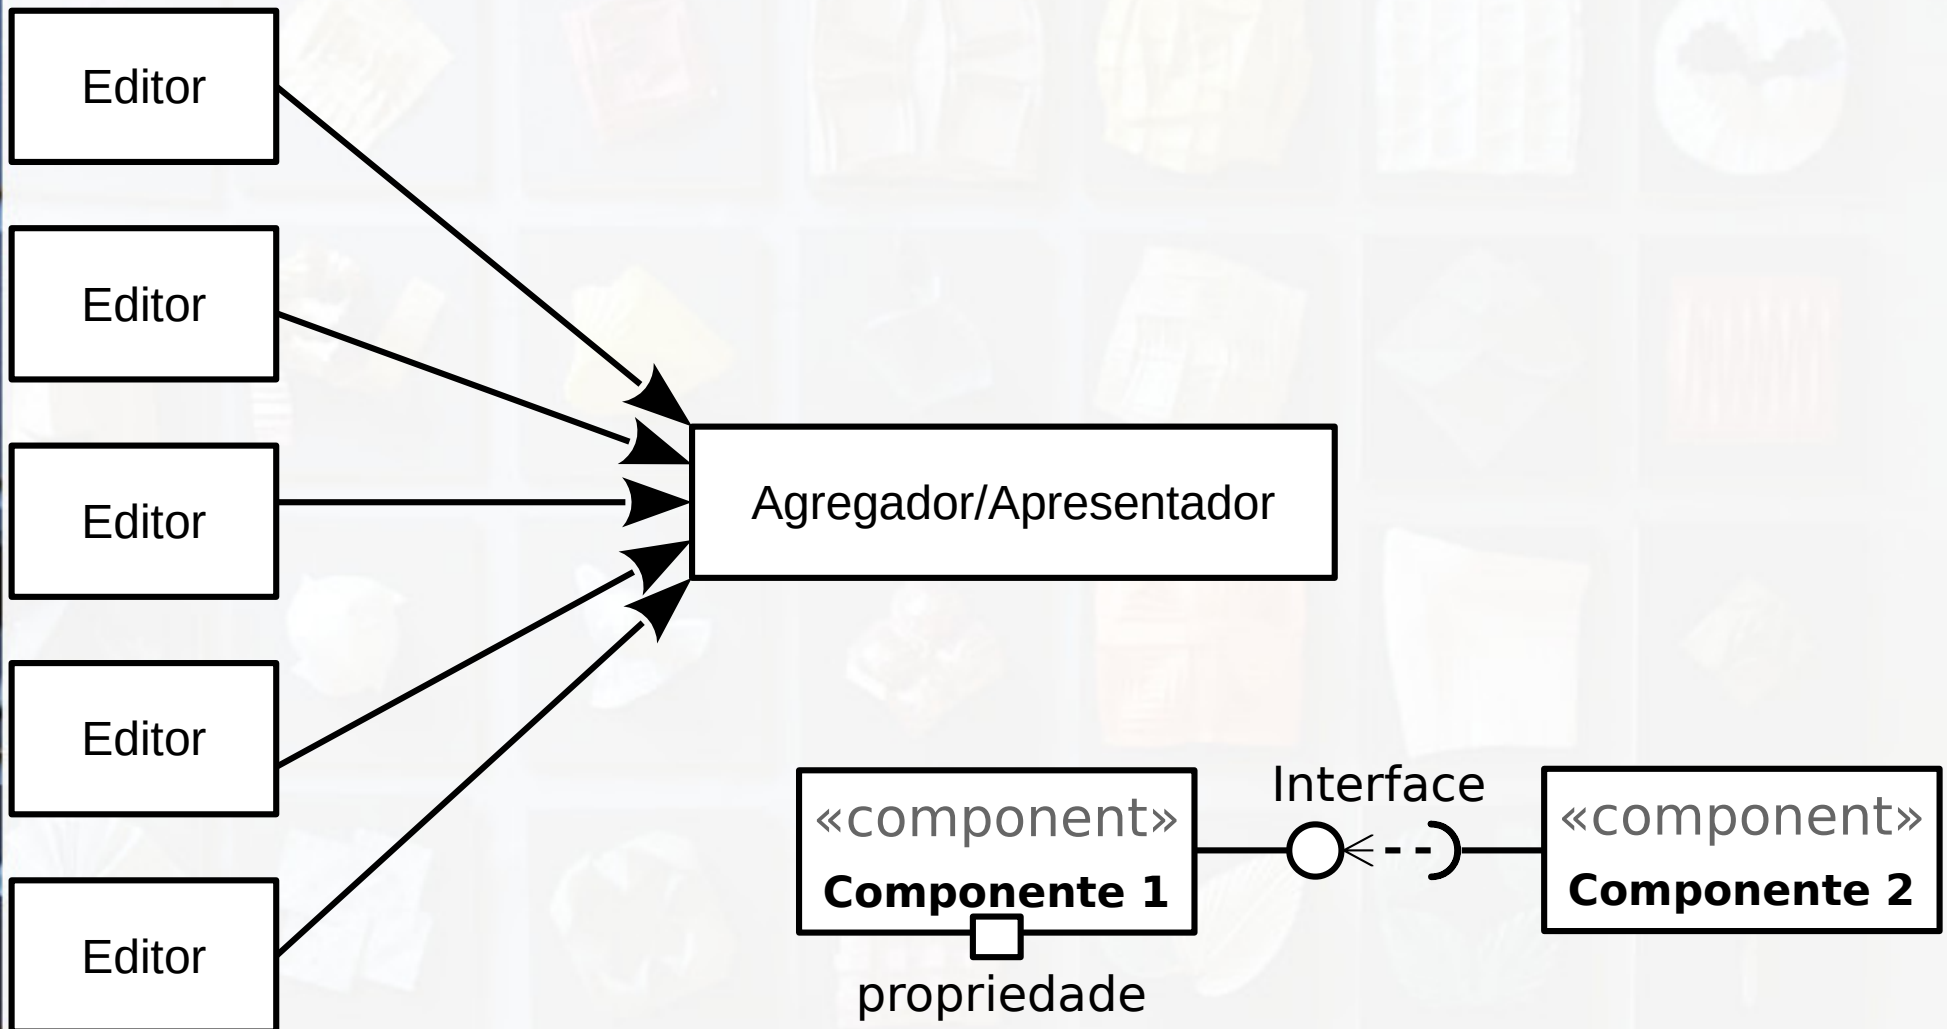 Editor
Editor
Editor
Editor
Editor
Agregador/Apresentador
Interface
«component»
Componente 1
propriedade
«component»
Componente 2